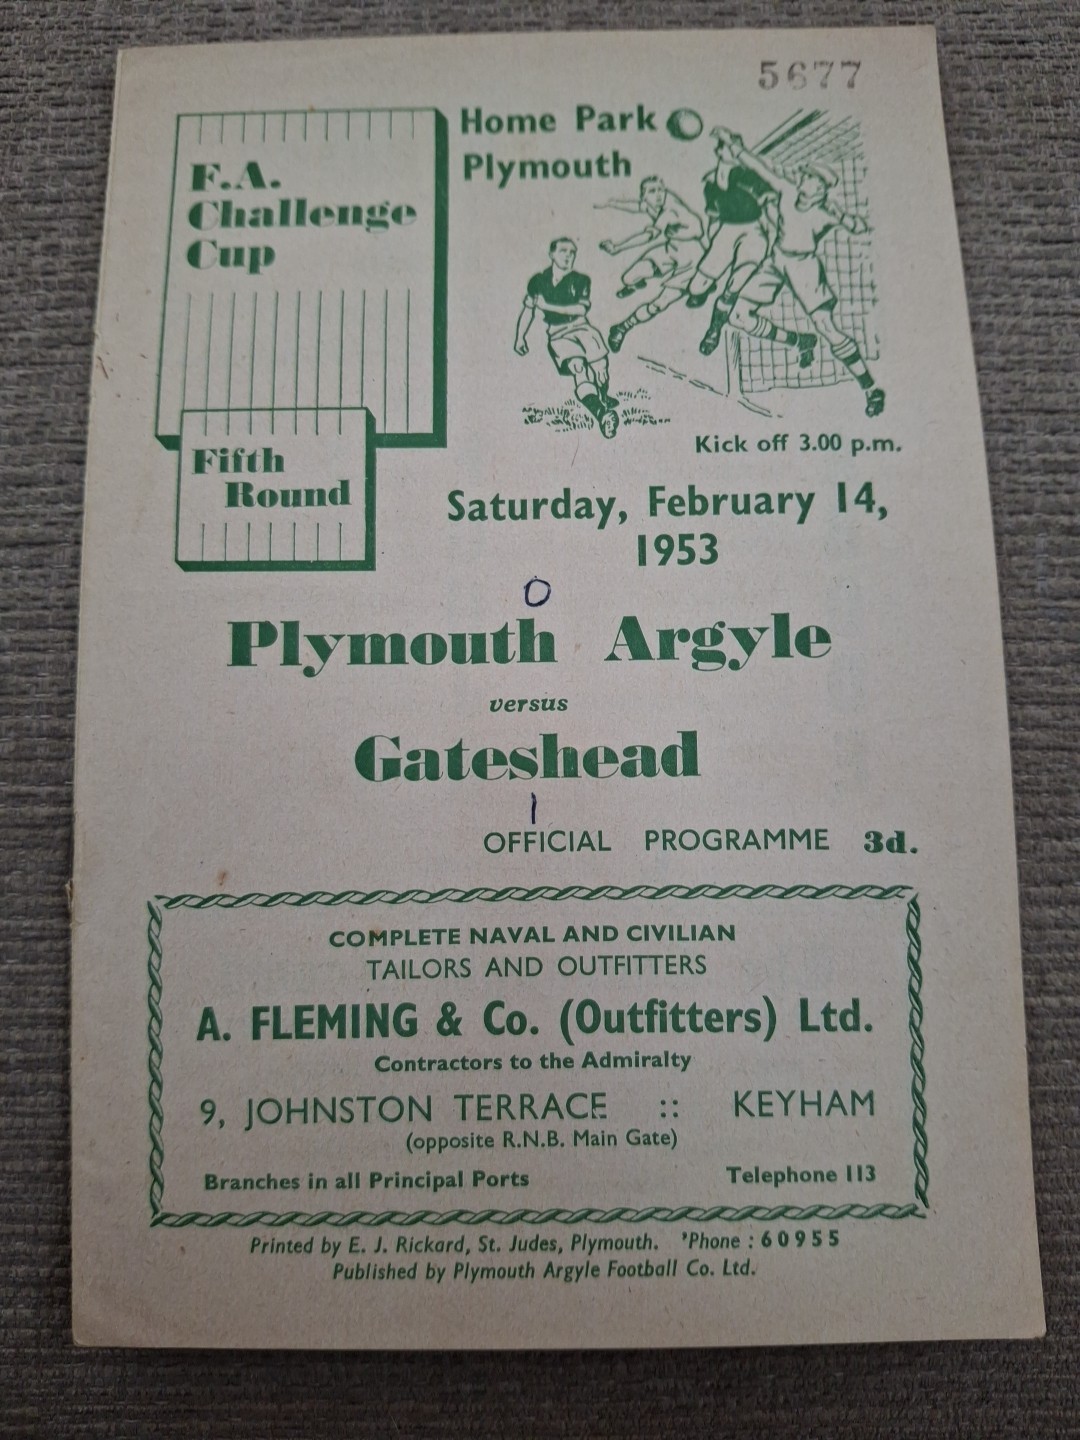 5677
Home Park
Plymouth
F.A.
Challenge
Cup
Kick off 3.00 p.m.
Fifth
Round
Saturday, February 14,
1953
0
Plymouth Argyle
versus
Gateshead
1
OFFICIAL PROGRAMME 3d.
COMPLETE NAVAL AND CIVILIAN
TAILORS AND OUTFITTERS
A. FLEMING & Co. (Outfitters) Ltd.
Contractors to the Admiralty
9, JOHNSTON TERRACE :: KEYHAM
(opposite R.N.B. Main Gate)
Branches in all Principal Ports Telephone 113
Printed by E. J. Rickard, St. Judes, Plymouth. 'Phone : 60955
Published by Plymouth Argyle Football Co. Ltd.